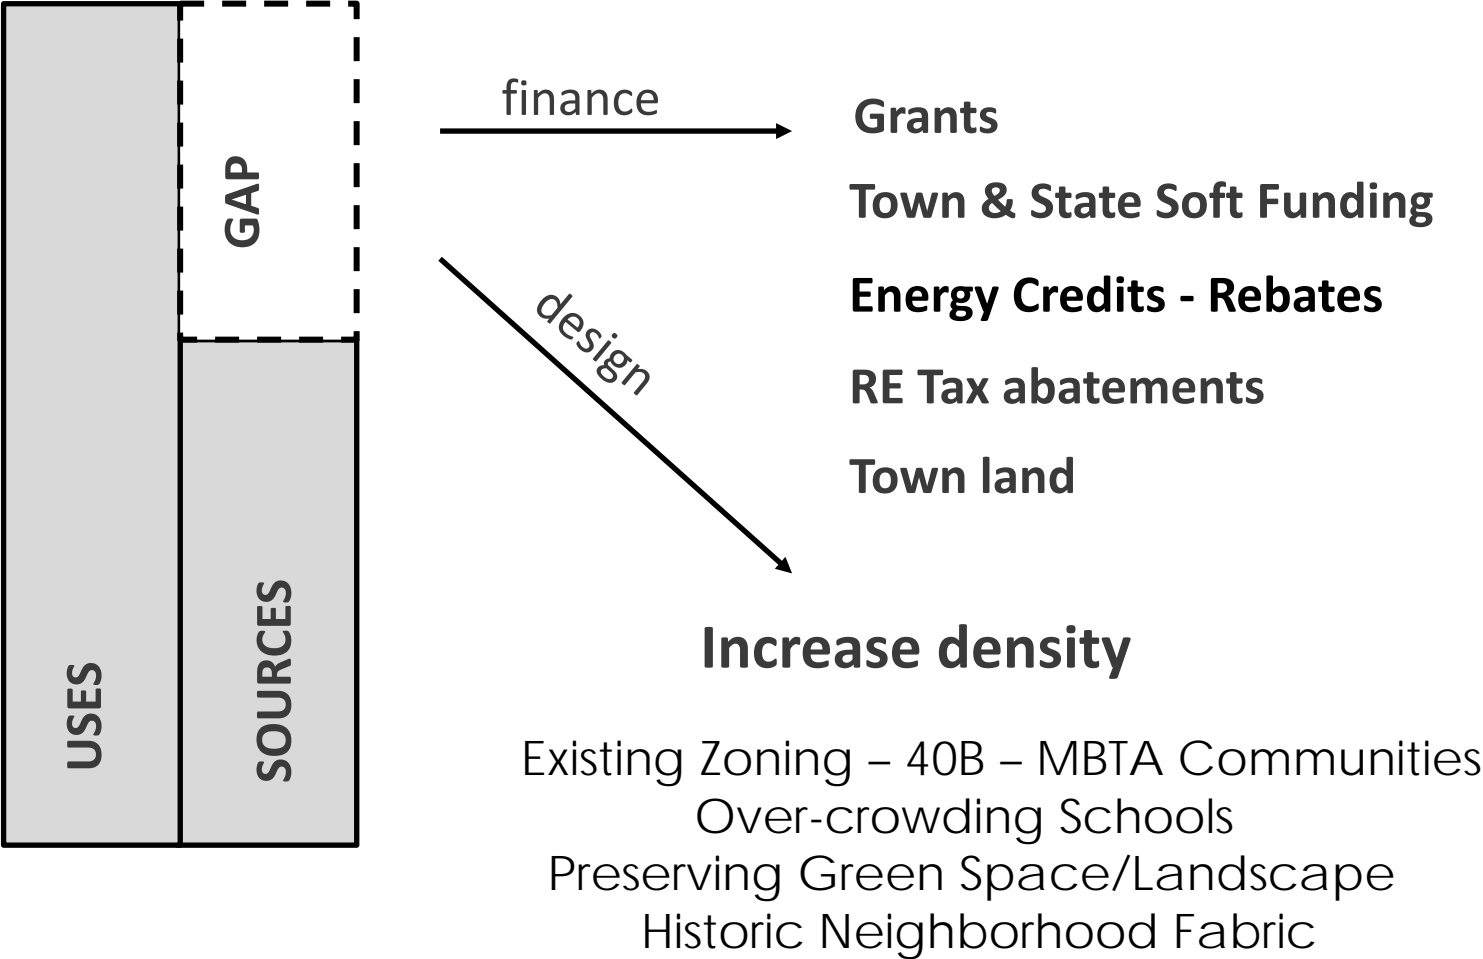 USES
SOURCES
GAP
finance
design
Grants
Town & State Soft Funding
Energy Credits - Rebates
RE Tax abatements
Town land
Increase density
Existing Zoning – 40B – MBTA Communities
Over-crowding Schools
Preserving Green Space/Landscape
Historic Neighborhood Fabric